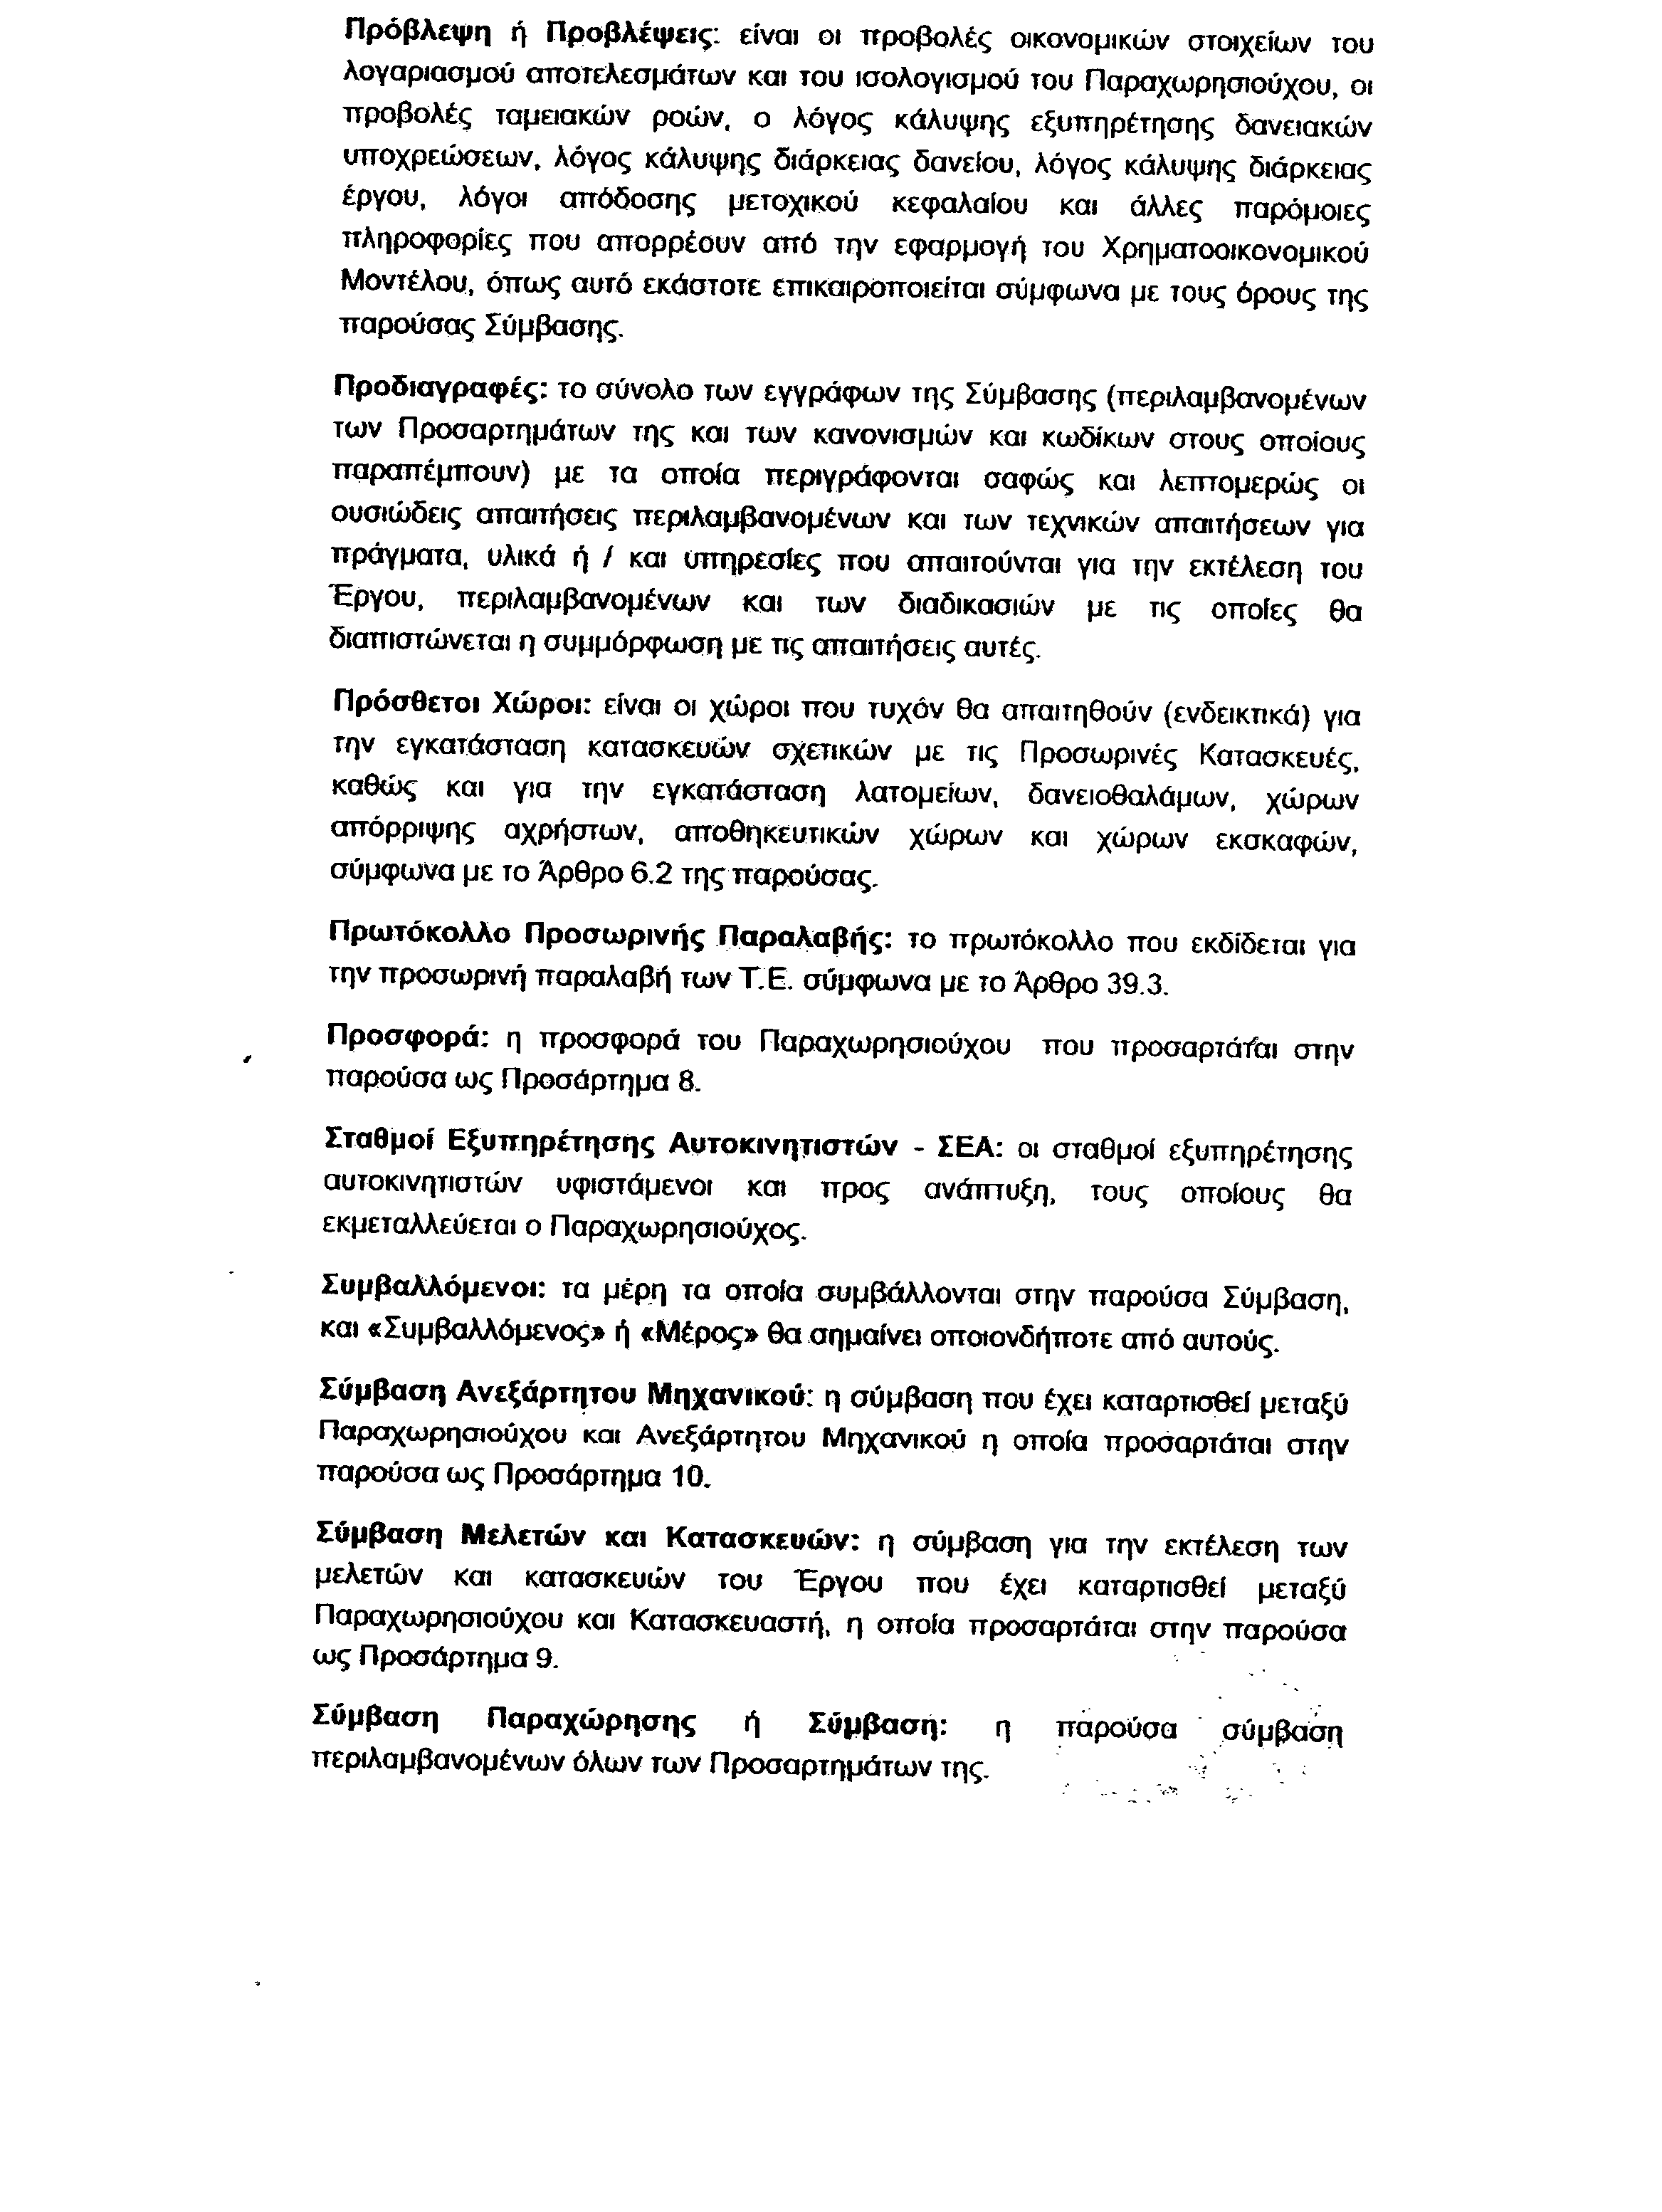 Πρόβλεψη ή Προβλέψεις: είναι οι προβολές οικονομικών στοιχείων του
λογαριασμού αποτελεσμάτων και του ισολογισμού του Παραχωρησιούχου, οι
προβολές ταμειακών ροών, ο λόγος κάλυψης εξυπηρέτησης δανειακών
υποχρεώσεων, λόγος κάλυψης διάρκειας δανείου, λόγος κάλυψης διάρκειας
έργου, λόγοι απόδοσης μετοχικού κεφαλαίου και άλλες παρόμοιες
πληροφορίες που απορρέουν από την εφαρμογή του Χρηματοοικονομικού
Μοντέλου, όπως αυτό εκάστοτε επικαιροποιείται σύμφωνα με τους όρους της
παρούσας Σύμβασης.
Προδιαγραφές: το σύνολο των εγγράφων της Σύμβασης (περιλαμβανομένων
των Προσαρτημάτων της και των κανονισμών και κωδίκων στους οποίους
παραπέμπουν) με τα οποία περιγράφονται σαφώς και λεπτομερώς οι
ουσιώδεις απαιτήσεις περιλαμβανομένων και των τεχνικών απαιτήσεων για
πράγματα, υλικά ή / και υπηρεσίες που απαιτούνται για την εκτέλεση του
Έργου, περιλαμβανομένων και των διαδικασιών με τις οποίες θα
διαπιστώνεται η συμμόρφωση με τις απαιτήσεις αυτές.
Πρόσθετοι Χώροι: είναι οι χώροι που τυχόν θα απαιτηθούν (ενδεικτικά) για
την εγκατάσταση κατασκευών σχετικών με τις Προσωρινές Κατασκευές,
καθώς και για την εγκατάσταση λατομείων, δανειοθαλάμων, χώρων
απόρριψης αχρήστων, αποθηκευτικών χώρων και χώρων εκσκαφών,
σύμφωνα με το Άρθρο 6.2 της παρούσας.
Πρωτόκολλο Προσωρινής Παραλαβής: το πρωτόκολλο που εκδίδεται για
την προσωρινή παραλαβή των Τ.Ε. σύμφωνα με το Άρθρο 39.3.
Προσφορά: η προσφορά του Παραχωρησιούχου που προσαρτάται στην
παρούσα ως Προσάρτημα 8.
Σταθμοί Εξυπηρέτησης Αυτοκινητιστών - ΣΕΑ: οι σταθμοί εξυπηρέτησης
αυτοκινητιστών υφιστάμενοι και προς ανάπτυξη, τους οποίους θα
εκμεταλλεύεται ο Παραχωρησιούχος.
Συμβαλλόμενοι: τα μέρη τα οποία συμβάλλονται στην παρούσα Σύμβαση,
και «Συμβαλλόμενος» ή «Μέρος» θα σημαίνει οποιονδήποτε από αυτούς.
Σύμβαση Ανεξάρτητου Μηχανικού: η σύμβαση που έχει καταρτισθεί μεταξύ
Παραχωρησιούχου και Ανεξάρτητου Μηχανικού η οποία προσαρτάται στην
παρούσα ως Προσάρτημα 10.
Σύμβαση Μελετών και Κατασκευών: η σύμβαση για την εκτέλεση των
μελετών και κατασκευών του Έργου που έχει καταρτισθεί μεταξύ
Παραχωρησιούχου και Κατασκευαστή, η οποία προσαρτάται στην παρούσα
ως Προσάρτημα 9.
Σύμβαση Παραχώρησης ή Σύμβαση: η παρούσα σύμβαση
περιλαμβανομένων όλων των Προσαρτημάτων της.